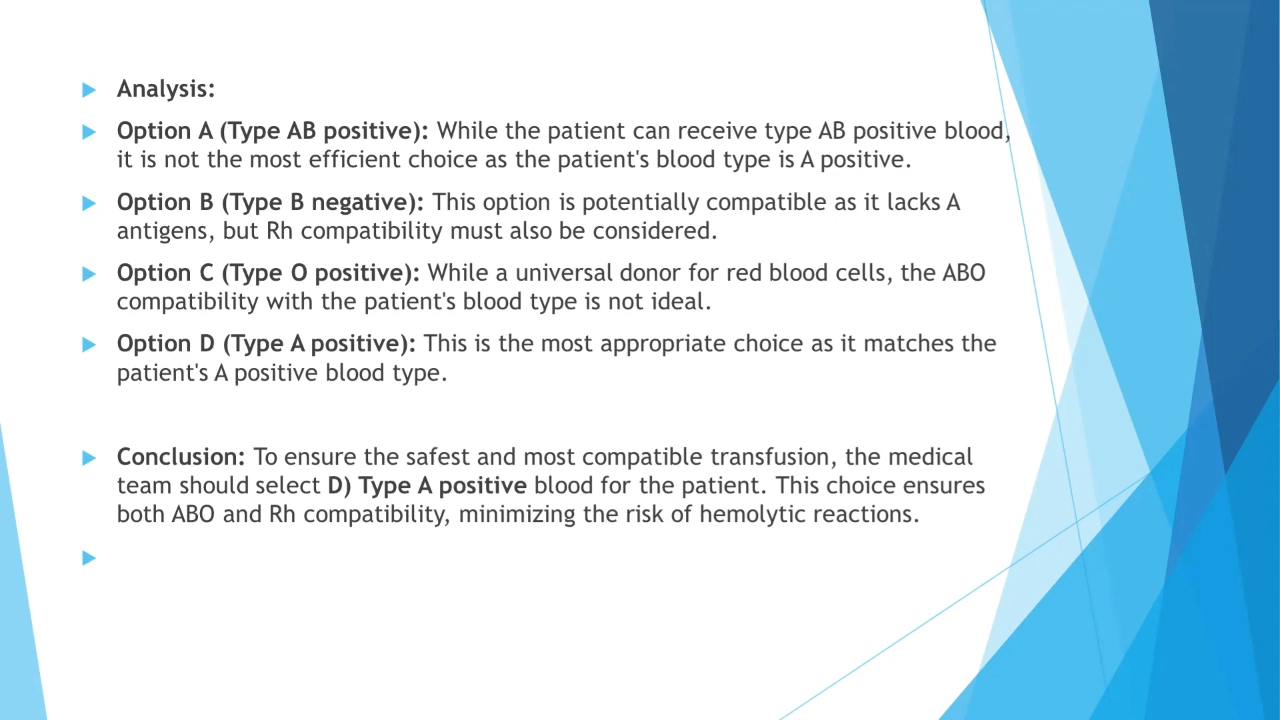 Analysis:
Option A (Type AB positive): While the patient can receive type AB positive blood,
it is not the most efficient choice as the patient's blood type is A positive.
Option B (Type B negative): This option is potentially compatible as it lacks A
antigens, but Rh compatibility must also be considered.
Option C (Type O positive): While a universal donor for red blood cells, the ABO
compatibility with the patient's blood type is not ideal.
Option D (Type A positive): This is the most appropriate choice as it matches the
patient's A positive blood type.
Conclusion: To ensure the safest and most compatible transfusion, the medical
team should select D) Type A positive blood for the patient. This choice ensures
both ABO and Rh compatibility, minimizing the risk of hemolytic reactions.